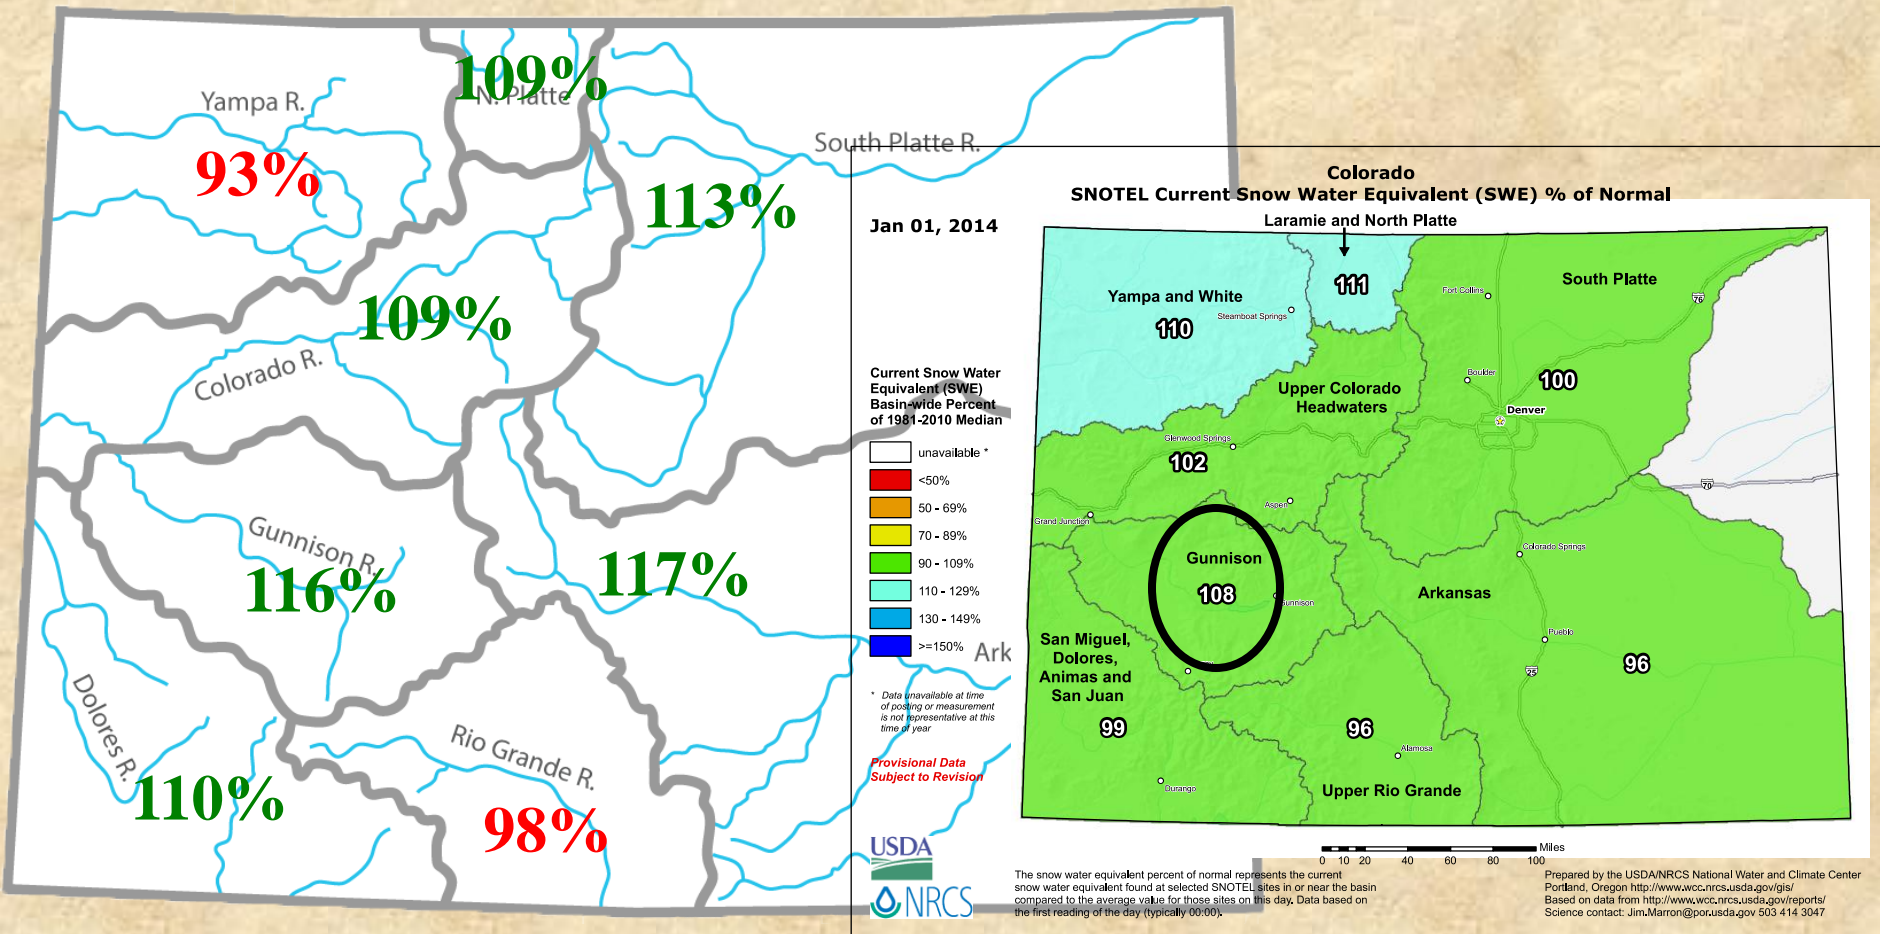 109%
N. Platte
Yampa R.
93%
South Platte R.
113%
109%
Colorado R.
Gunnison R.
116%
117%
Ark
Dolores R.
110%
Rio Grande R.
98%
Colorado
SNOTEL Current Snow Water Equivalent (SWE) % of Normal
Jan 01, 2014
Laramie and North Platte
111
Yampa and White
110
Steamboat Springs
South Platte
Fort Collins
76
Boulder
100
Denver
Upper Colorado
Headwaters
Glenwood Springs
102
Aspen
Grand Junction
70
Gunnison
108
Gunnison
Colorado Springs
Arkansas
Pueblo
25
96
San Miguel,
Dolores,
Animas and
San Juan
99
96
Alamosa
Durango
Upper Rio Grande
Current Snow Water
Equivalent (SWE)
Basin-wide Percent
of 1981-2010 Median
unavailable *
<50%
50 - 69%
70 - 89%
90 - 109%
110 - 129%
130 - 149%
>=150%
* Data unavailable at time
of posting or measurement
is not representative at this
time of year
Provisional Data
Subject to Revision
USDA
NRCS
Miles
0 10 20 40 60 80 100
The snow water equivalent percent of normal represents the current
snow water equivalent found at selected SNOTEL sites in or near the basin
compared to the average value for those sites on this day. Data based on
the first reading of the day (typically 00:00).
Prepared by the USDA/NRCS National Water and Climate Center
Portland, Oregon http://www.wcc.nrcs.usda.gov/gis/
Based on data from http://www.wcc.nrcs.usda.gov/reports/
Science contact: Jim.Marron@por.usda.gov 503 414 3047